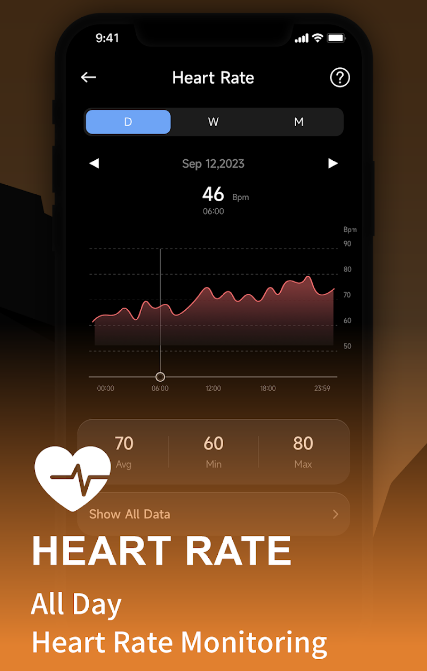 9:41
Heart Rate
D W M
Sep 12,2023
46 Bpm
06:00
Bpm
90
80
70
60
50
00:00 06:00 12:00 18:00 23:59
70 60 80
Avg Min Max
Show All Data
HEART RATE
All Day
Heart Rate Monitoring